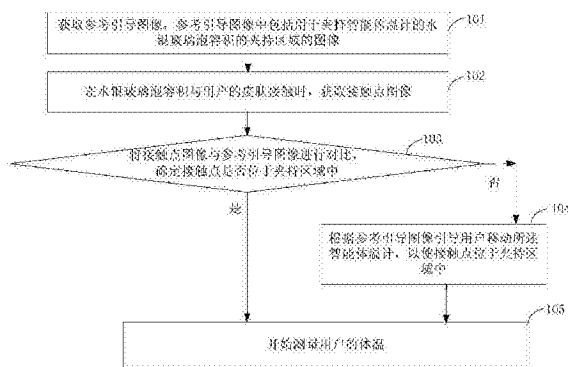 101
获取参考引导图像，参考引导图像中包括用于夹持智能体温计的水
银玻璃泡容积的夹持区域的图像
102
在水银玻璃泡容积与用户的皮肤接触时，获取接触点图像
103
将接触点图像与参考引导图像进行对比，
确定接触点是否位于夹持区域中
否
是
104
根据参考引导图像引导用户移动所述
智能体温计，以使接触点位于夹持区
域中
105
开始测量用户的体温